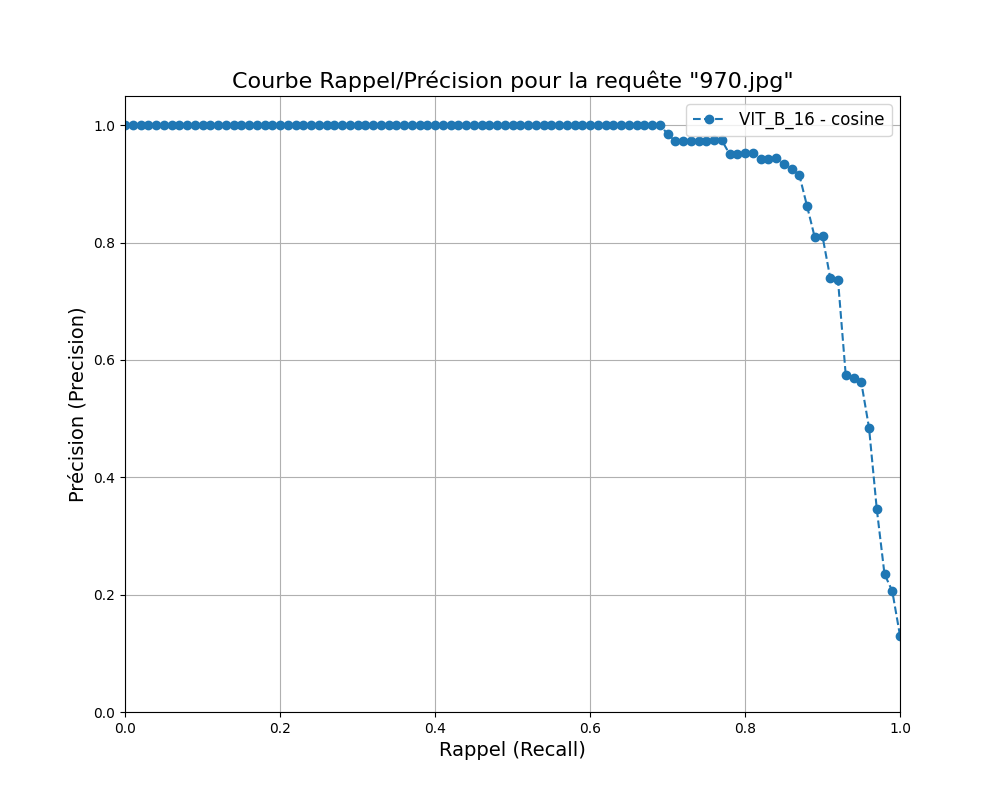 Courbe Rappel/Précision pour la requête "970.jpg"
VIT_B_16 - cosine
Précision (Precision)
1.0
0.8
0.6
0.4
0.2
0.0
0.0 0.2 0.4 0.6 0.8 1.0
Rappel (Recall)